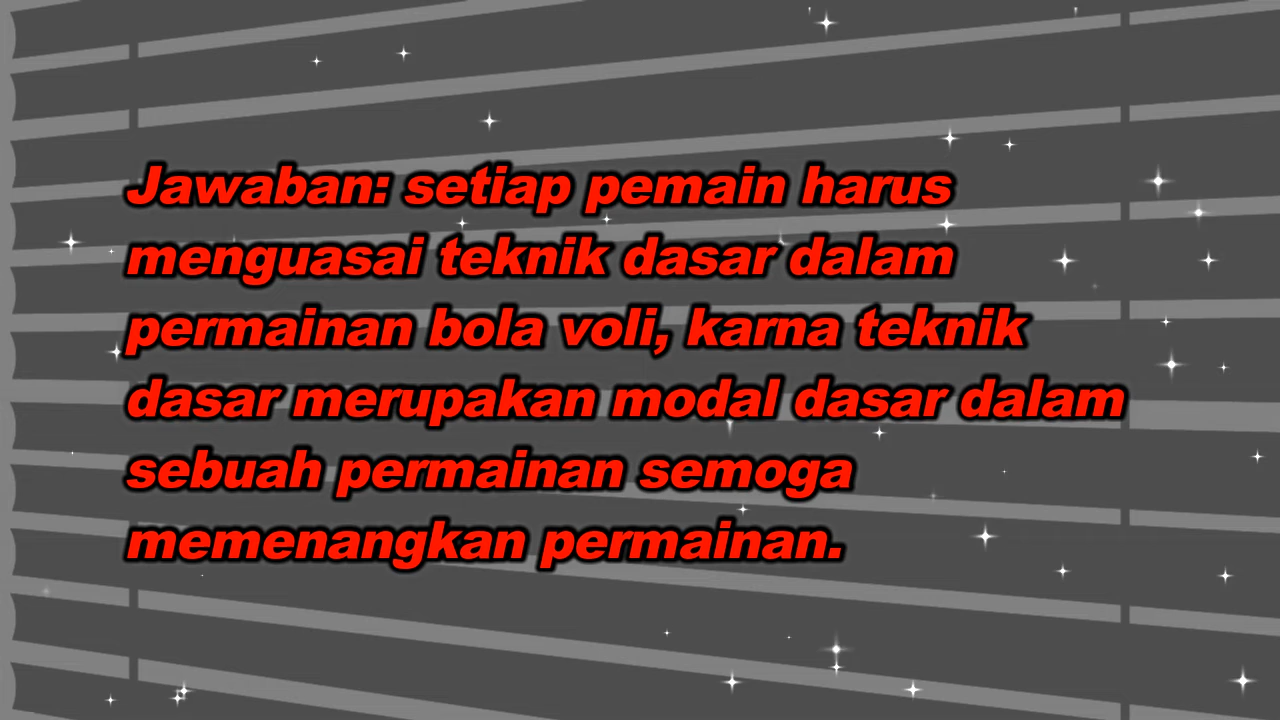 Jawaban: setiap pemain harus
menguasai teknik dasar dalam
permainan bola voli, karna teknik
dasar merupakan modal dasar dalam
sebuah permainan semoga
memenangkan permainan.